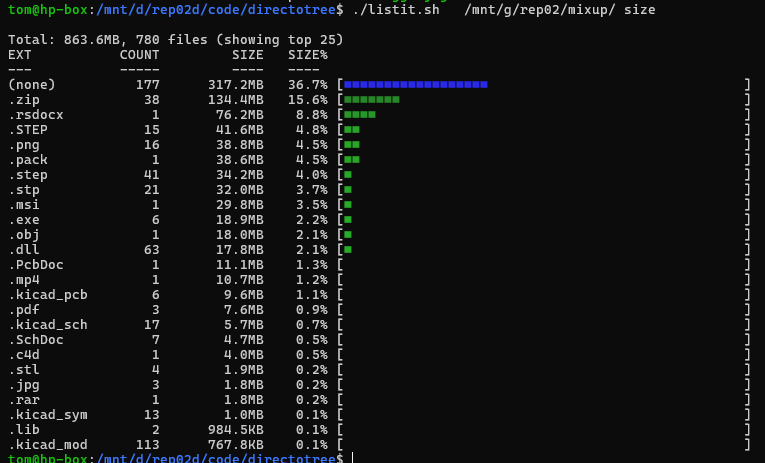 tom@hp-box:/mnt/d/rep02d/code/directotree$ ./listit.sh   /mnt/g/rep02/mixup/ size
Total: 863.6MB, 780 files (showing top 25)
EXT            COUNT         SIZE   SIZE%
---            -----         ----    ----
(none)           177      317.2MB   36.7% [■■■■■■■■■■■■■■■■■■                                ]
.zip              38      134.4MB   15.6% [■■■■■■■                                           ]
.rsdocx            1       76.2MB    8.8% [■■■■                                              ]
.STEP             15       41.6MB    4.8% [■■                                                ]
.png              16       38.8MB    4.5% [■■                                                ]
.pack              1       38.6MB    4.5% [■■                                                ]
.step             41       34.2MB    4.0% [■                                                 ]
.stp              21       32.0MB    3.7% [■                                                 ]
.msi               1       29.8MB    3.5% [■                                                 ]
.exe               6       18.9MB    2.2% [■                                                 ]
.obj               1       18.0MB    2.1% [■                                                 ]
.dll              63       17.8MB    2.1% [■                                                 ]
.PcbDoc            1       11.1MB    1.3% [                                                  ]
.mp4               1       10.7MB    1.2% [                                                  ]
.kicad_pcb         6        9.6MB    1.1% [                                                  ]
.pdf               3        7.6MB    0.9% [                                                  ]
.kicad_sch        17        5.7MB    0.7% [                                                  ]
.SchDoc            7        4.7MB    0.5% [                                                  ]
.c4d               1        4.0MB    0.5% [                                                  ]
.stl               4        1.9MB    0.2% [                                                  ]
.jpg               3        1.8MB    0.2% [                                                  ]
.rar               1        1.8MB    0.2% [                                                  ]
.kicad_sym        13        1.0MB    0.1% [                                                  ]
.lib               2      984.5KB    0.1% [                                                  ]
.kicad_mod       113      767.8KB    0.1% [                                                  ]
tom@hp-box:/mnt/d/rep02d/code/directotree$